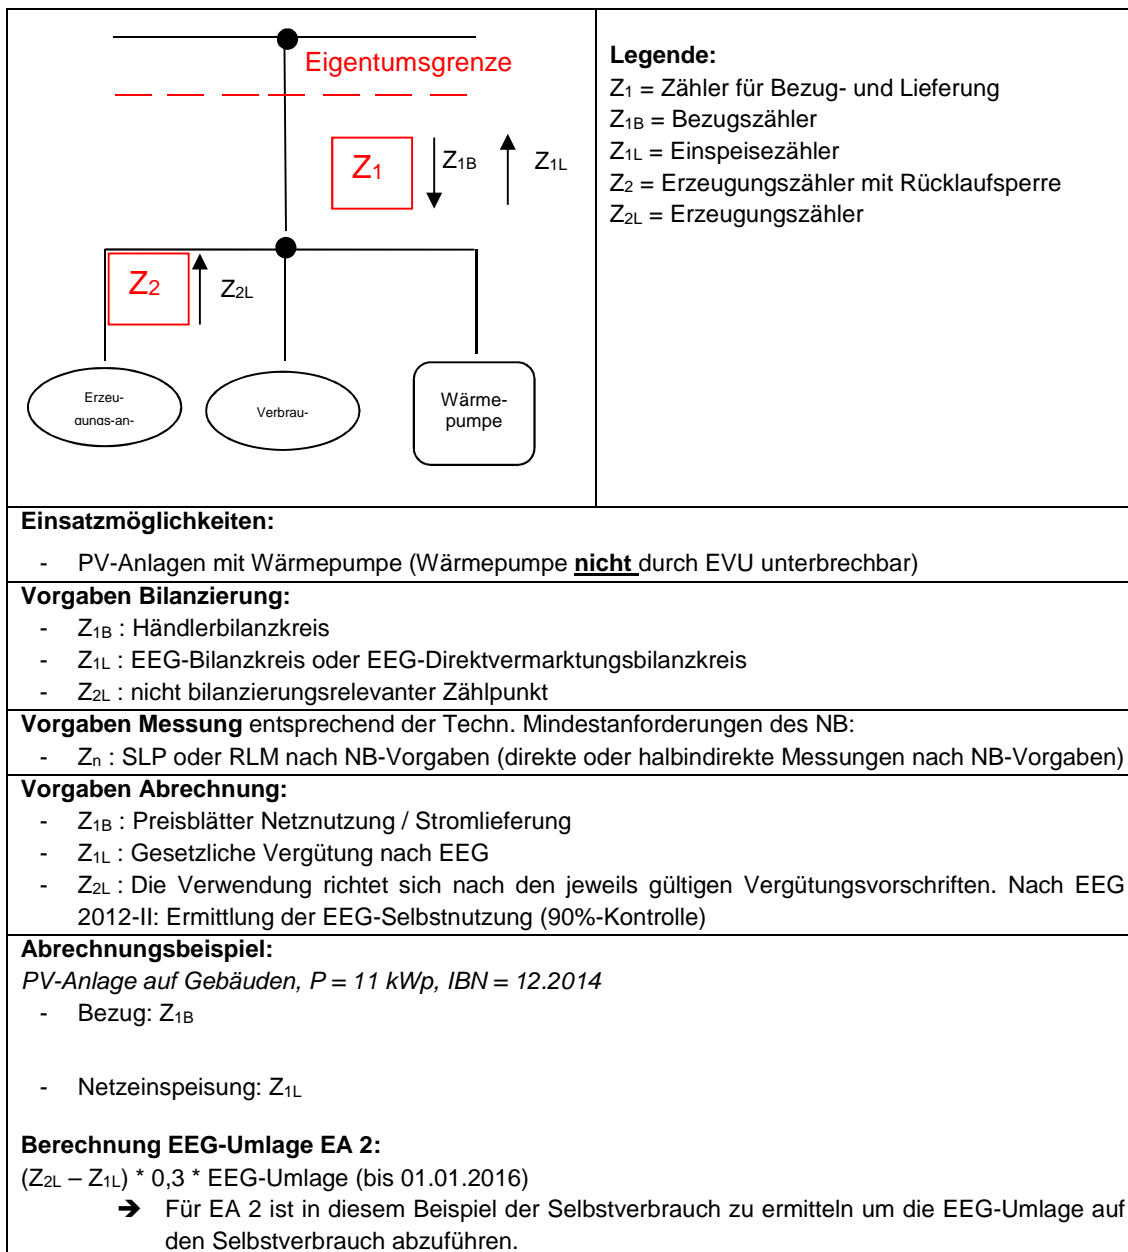 Eigentumsgrenze
Z1
Z1B
Z1L
Z2
Z2L
Erzeu-
gungs-an-
Verbrau-
Wärme-
pumpe
Legende:
Z1 = Zähler für Bezug- und Lieferung
Z1B = Bezugszähler
Z1L = Einspeisezähler
Z2 = Erzeugungszähler mit Rücklaufsperre
Z2L = Erzeugungszähler
Einsatzmöglichkeiten:
- PV-Anlagen mit Wärmepumpe (Wärmepumpe nicht durch EVU unterbrechbar)
Vorgaben Bilanzierung:
- Z1B : Händlerbilanzkreis
- Z1L : EEG-Bilanzkreis oder EEG-Direktvermarktungsbilanzkreis
- Z2L : nicht bilanzierungsrelevanter Zählpunkt
Vorgaben Messung entsprechend der Techn. Mindestanforderungen des NB:
- Zn : SLP oder RLM nach NB-Vorgaben (direkte oder halbindirekte Messungen nach NB-Vorgaben)
Vorgaben Abrechnung:
- Z1B : Preisblätter Netznutzung / Stromlieferung
- Z1L : Gesetzliche Vergütung nach EEG
- Z2L : Die Verwendung richtet sich nach den jeweils gültigen Vergütungsvorschriften. Nach EEG
2012-II: Ermittlung der EEG-Selbstnutzung (90%-Kontrolle)
Abrechnungsbeispiel:
PV-Anlage auf Gebäuden, P = 11 kWp, IBN = 12.2014
- Bezug: Z1B
- Netzeinspeisung: Z1L
Berechnung EEG-Umlage EA 2:
(Z2L – Z1L) * 0,3 * EEG-Umlage (bis 01.01.2016)
➔ Für EA 2 ist in diesem Beispiel der Selbstverbrauch zu ermitteln um die EEG-Umlage auf
den Selbstverbrauch abzuführen.